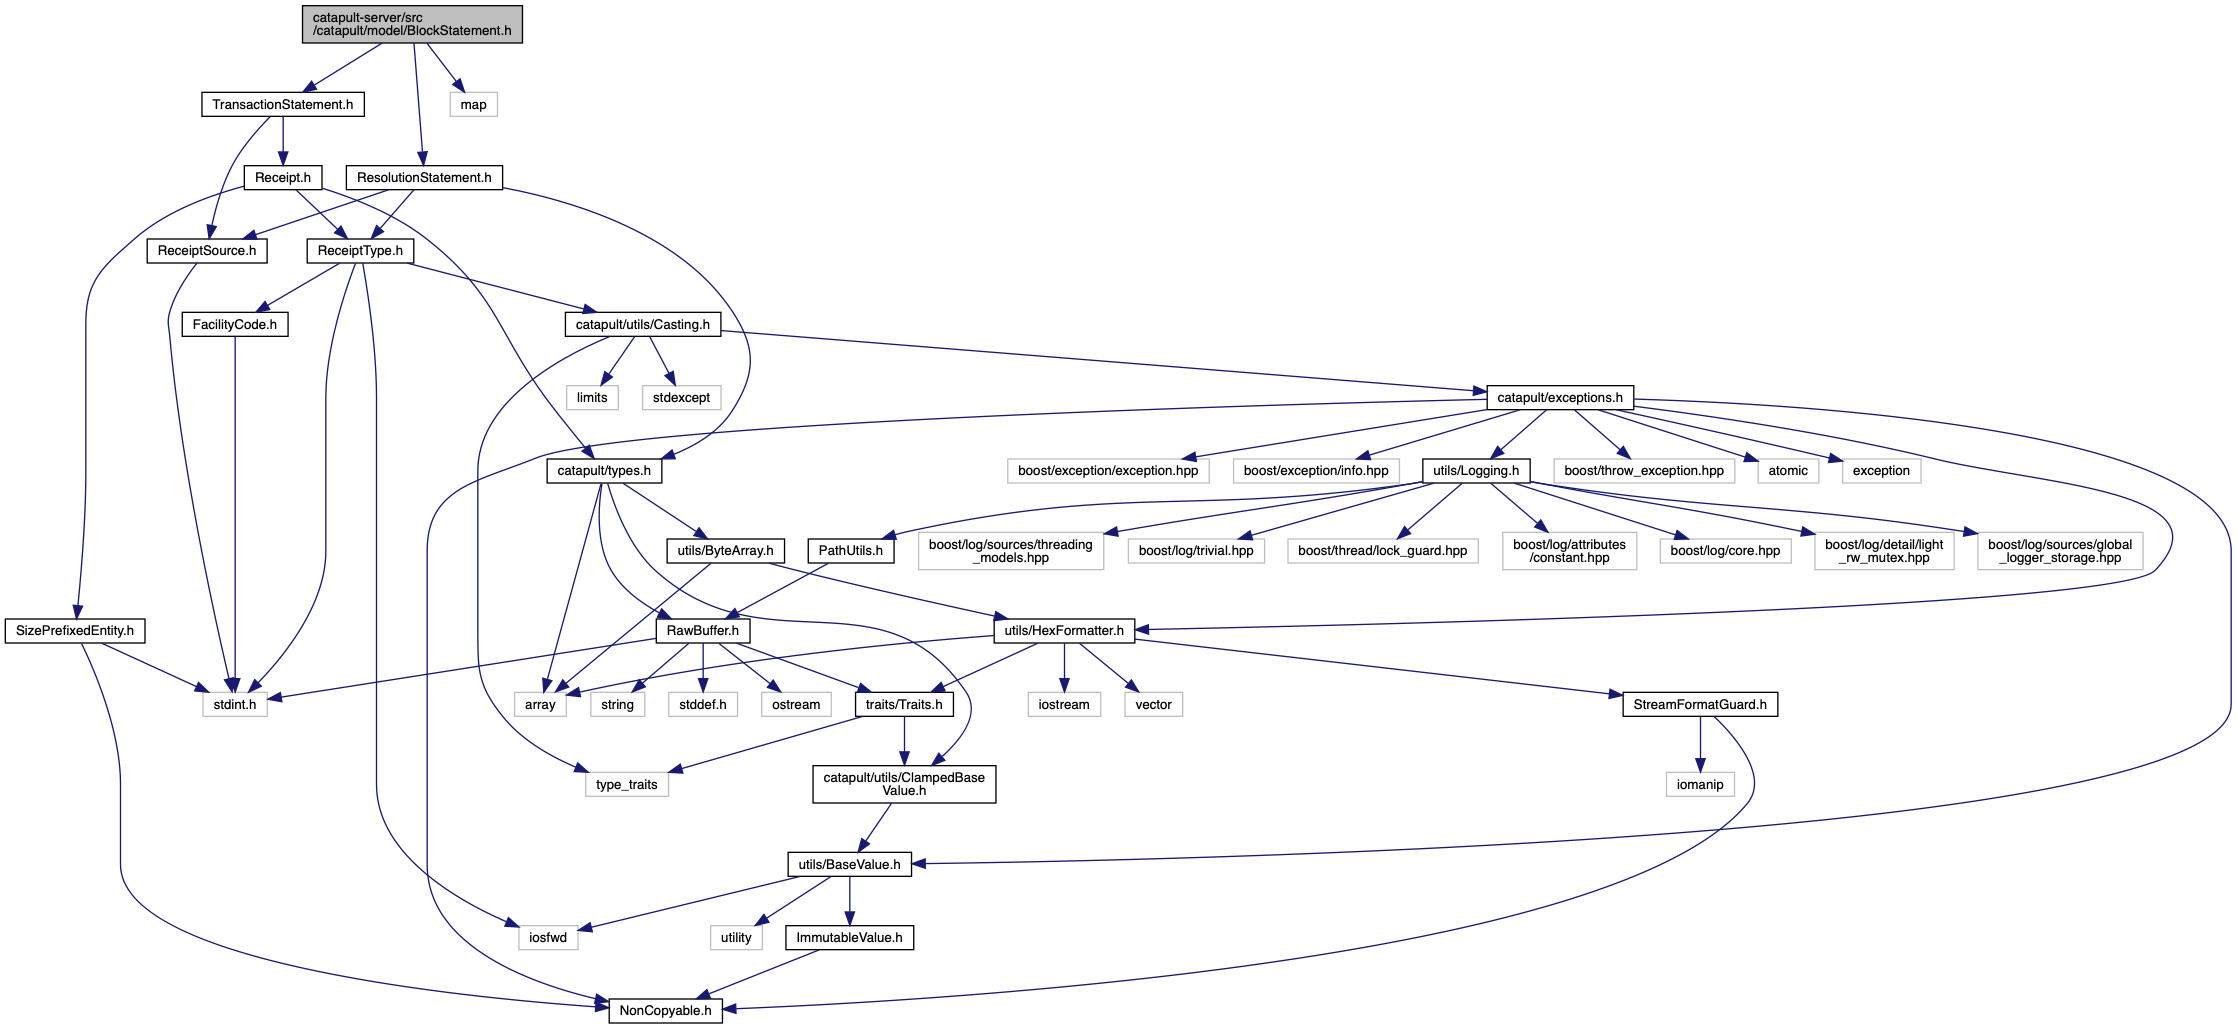 catapult-server/src
/catapult/model/BlockStatement.h
TransactionStatement.h
map
Receipt.h
ResolutionStatement.h
ReceiptSource.h
ReceiptType.h
FacilityCode.h
catapult/utils/Casting.h
limits
stdexcept
catapult/exceptions.h
catapult/types.h
boost/exception/exception.hpp
boost/exception/info.hpp
utils/Logging.h
boost/throw_exception.hpp
atomic
exception
utils/ByteArray.h
PathUtils.h
boost/log/sources/threading
_models.hpp
boost/log/trivial.hpp
boost/thread/lock_guard.hpp
boost/log/attributes
/constant.hpp
boost/log/core.hpp
boost/log/detail/light
_rw_mutex.hpp
boost/log/sources/global
_logger_storage.hpp
SizePrefixedEntity.h
RawBuffer.h
utils/HexFormatter.h
stdint.h
array
string
stddef.h
ostream
traits/Traits.h
iostream
vector
StreamFormatGuard.h
type_traits
catapult/utils/ClampedBase
Value.h
iomanip
utils/BaseValue.h
iosfwd
utility
ImmutableValue.h
NonCopyable.h